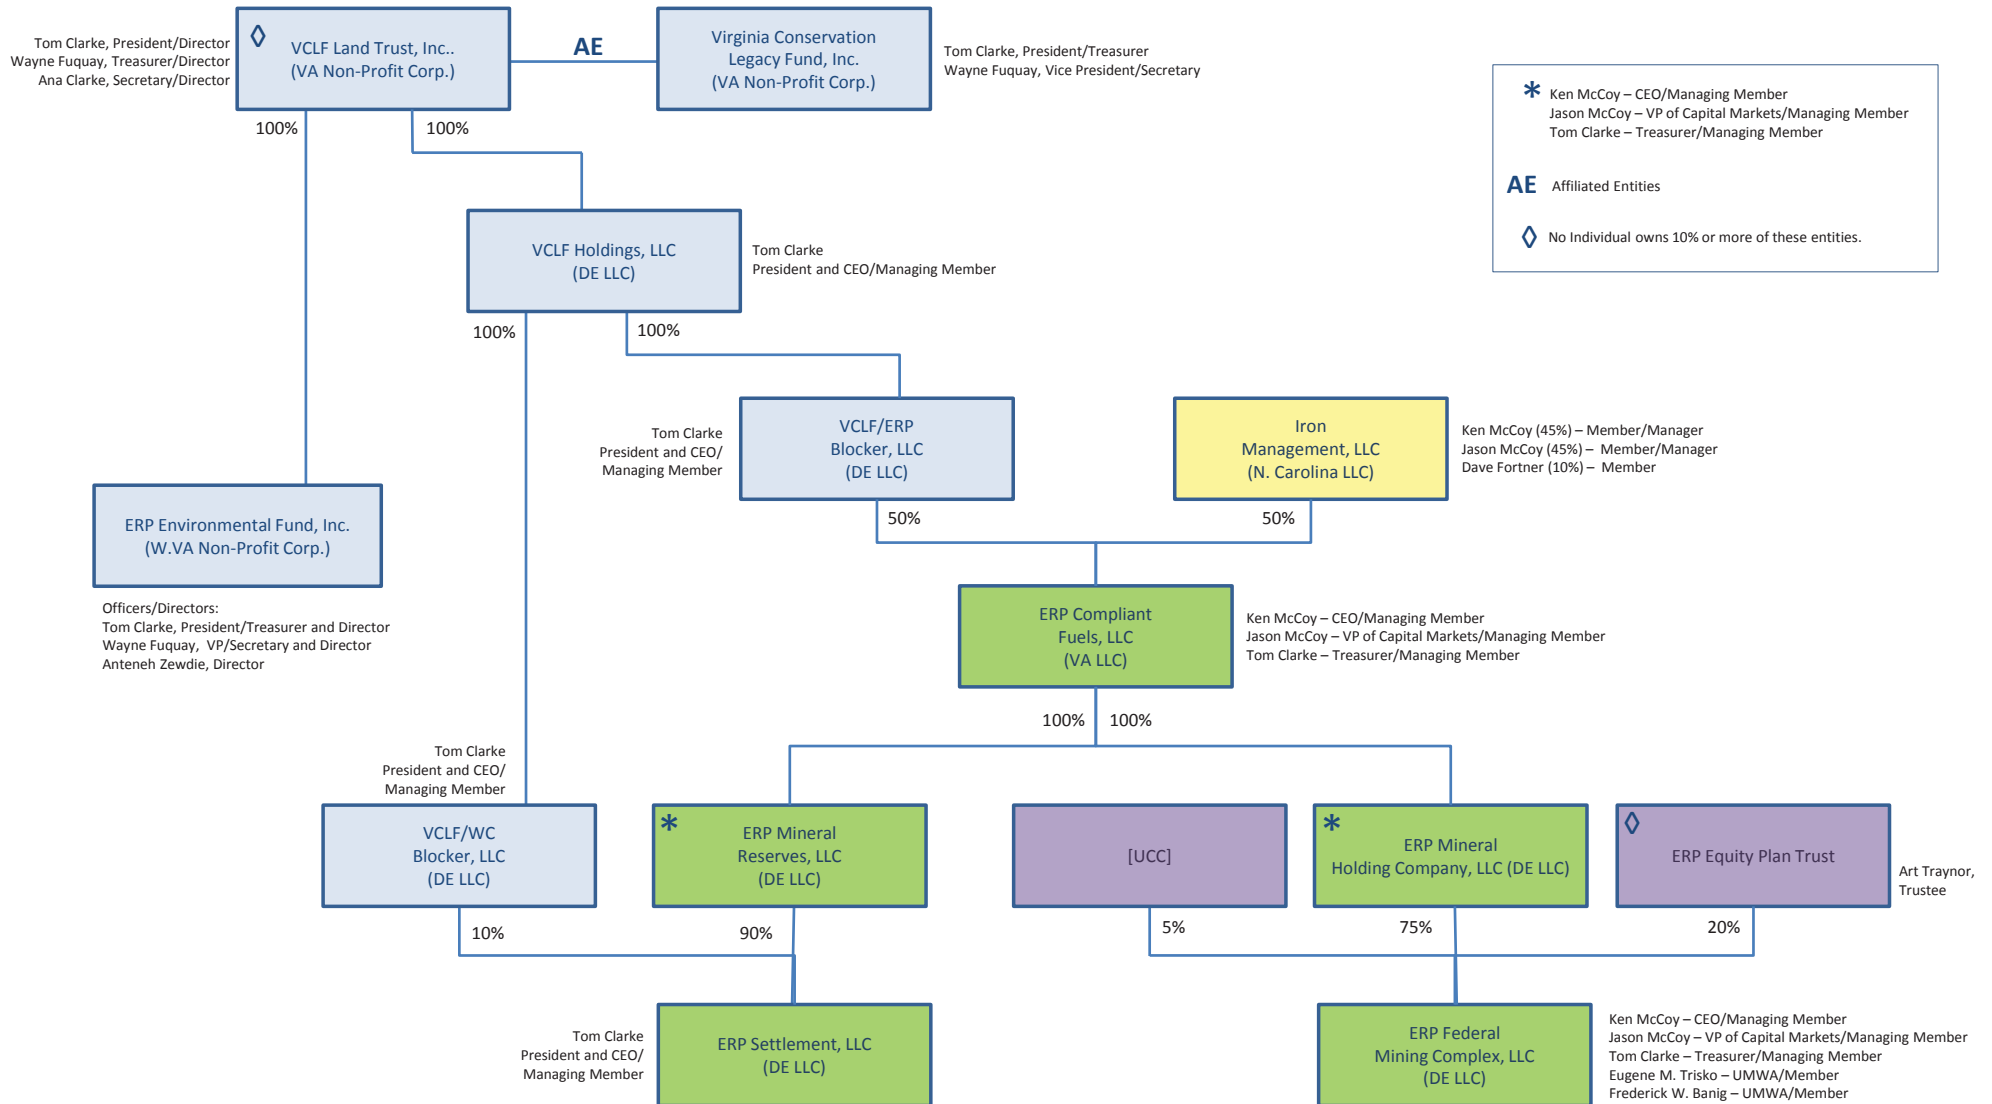 Tom Clarke, President/Director
Wayne Fuquay, Treasurer/Director
Ana Clarke, Secretary/Director
◊
VCLF Land Trust, Inc..
(VA Non-Profit Corp.)
AE
Virginia Conservation
Legacy Fund, Inc.
(VA Non-Profit Corp.)
Tom Clarke, President/Treasurer
Wayne Fuquay, Vice President/Secretary
* Ken McCoy – CEO/Managing Member
Jason McCoy – VP of Capital Markets/Managing Member
Tom Clarke – Treasurer/Managing Member
AE Affiliated Entities
◊ No Individual owns 10% or more of these entities.
100%
100%
VCLF Holdings, LLC
(DE LLC)
Tom Clarke
President and CEO/Managing Member
100%
100%
Tom Clarke
President and CEO/
Managing Member
VCLF/ERP
Blocker, LLC
(DE LLC)
Iron
Management, LLC
(N. Carolina LLC)
Ken McCoy (45%) – Member/Manager
Jason McCoy (45%) – Member/Manager
Dave Fortner (10%) – Member
50%
50%
ERP Environmental Fund, Inc.
(W.VA Non-Profit Corp.)
Officers/Directors:
Tom Clarke, President/Treasurer and Director
Wayne Fuquay, VP/Secretary and Director
Anteneh Zewdie, Director
ERP Compliant
Fuels, LLC
(VA LLC)
Ken McCoy – CEO/Managing Member
Jason McCoy – VP of Capital Markets/Managing Member
Tom Clarke – Treasurer/Managing Member
100%
100%
Tom Clarke
President and CEO/
Managing Member
VCLF/WC
Blocker, LLC
(DE LLC)
*
ERP Mineral
Reserves, LLC
(DE LLC)
[UCC]
*
ERP Mineral
Holding Company, LLC (DE LLC)
◊
ERP Equity Plan Trust
Art Traynor,
Trustee
10%
90%
5%
75%
20%
Tom Clarke
President and CEO/
Managing Member
ERP Settlement, LLC
(DE LLC)
ERP Federal
Mining Complex, LLC
(DE LLC)
Ken McCoy – CEO/Managing Member
Jason McCoy – VP of Capital Markets/Managing Member
Tom Clarke – Treasurer/Managing Member
Eugene M. Trisko – UMWA/Member
Frederick W. Banig – UMWA/Member